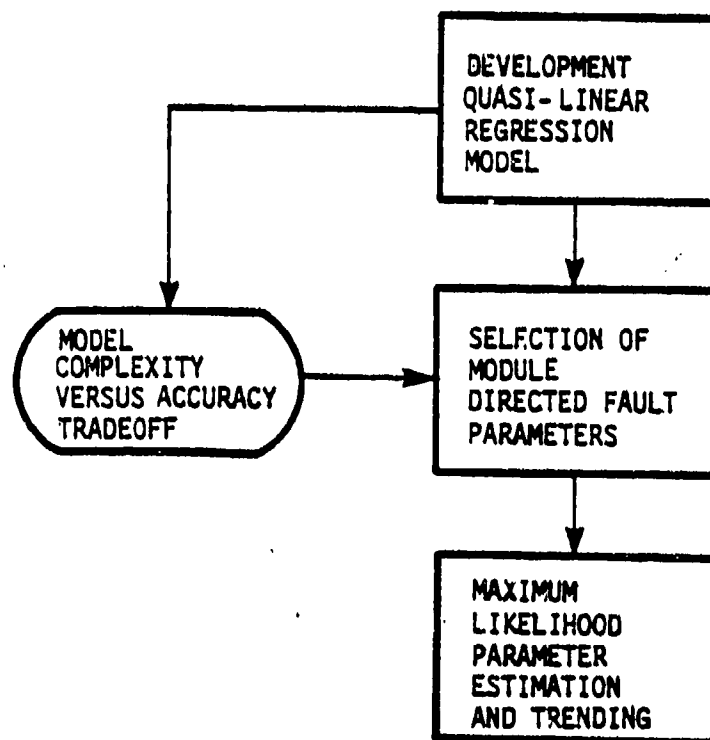 DEVELOPMENT
QUASI-LINEAR
REGRESSION
MODEL
MODEL
COMPLEXITY
VERSUS ACCURACY
TRADEOFF
SELECTION OF
MODULE
DIRECTED FAULT
PARAMETERS
MAXIMUM
LIKELIHOOD
PARAMETER
ESTIMATION
AND TRENDING